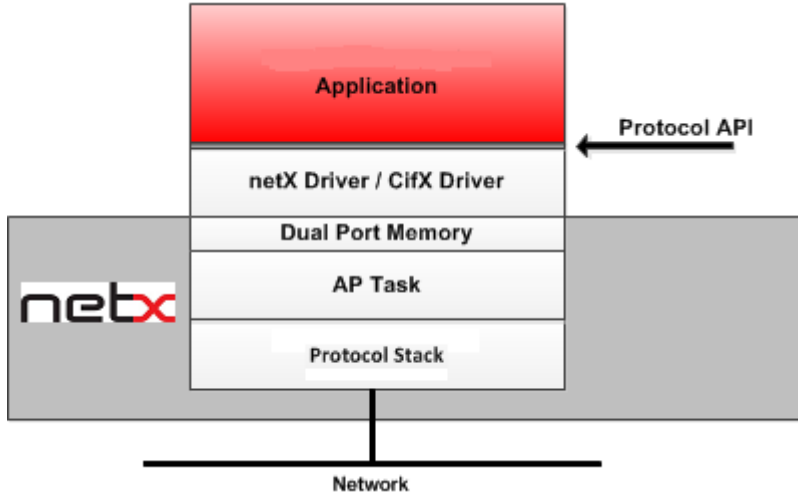 Application
Protocol API
netX Driver / CifX Driver
Dual Port Memory
netx
AP Task
Protocol Stack
Network